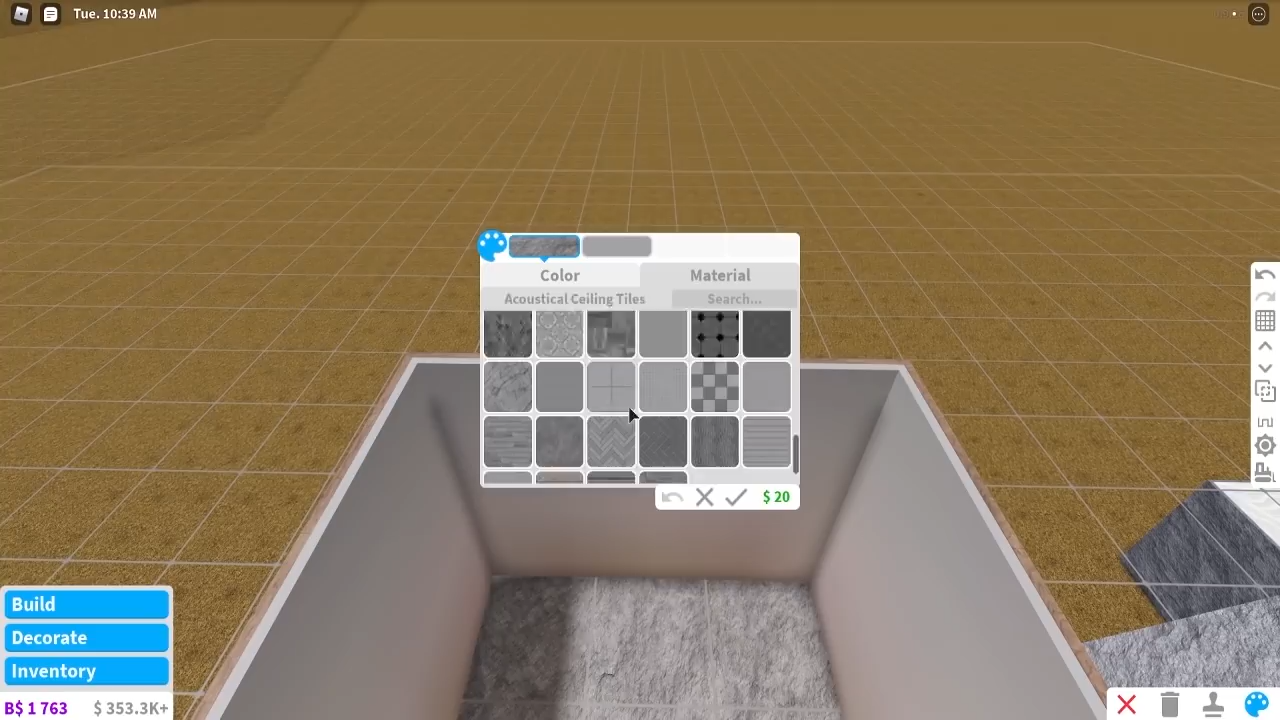 Tue. 10:39 AM
Color
Material
Acoustical Ceiling Tiles
Search...
$ 20
Build
Decorate
Inventory
B$ 1 763
$ 353.3K+